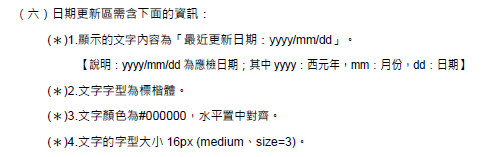 （六）日期更新區需含下面的資訊：
(＊)1.顯示的文字內容為「最近更新日期：yyyy/mm/dd」。
【說明：yyyy/mm/dd 為應檢日期；其中 yyyy：西元年，mm：月份，dd：日期】
(＊)2.文字字型為標楷體。
(＊)3.文字顏色為#000000，水平置中對齊。
(＊)4.文字的字型大小 16px (medium、size=3)。